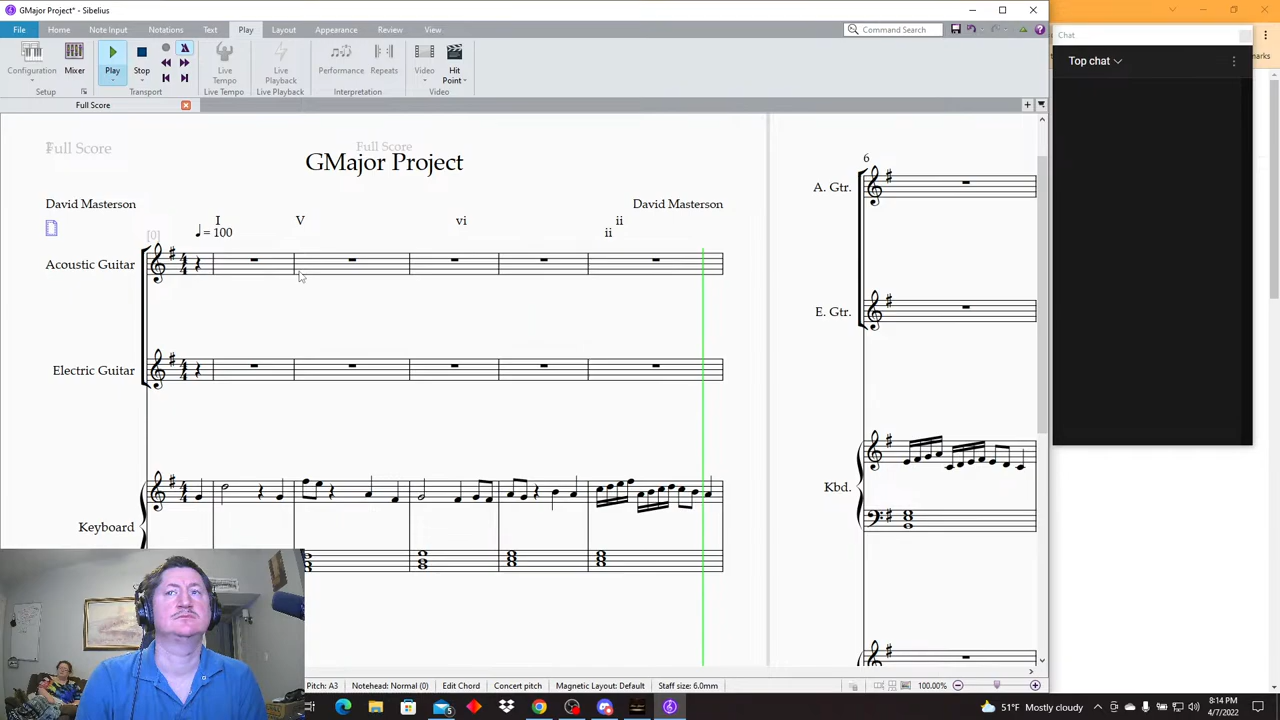 GMajor Project* - Sibelius
File Home Note Input Notations Text Play Layout Appearance Review View Command Search
Configuration Mixer Play Stop Live Tempo Live Playback Performance Repeats Video Hit Point
Setup Transport Live Tempo Live Playback Interpretation Video
Full Score
Full Score
Full Score
GMajor Project
David Masterson
David Masterson
I V vi ii
ii
= 100
[0]
Acoustic Guitar
Electric Guitar
Keyboard
6
A. Gtr.
E. Gtr.
Kbd.
Chat
Top chat
Pitch: A3 Notehead: Normal (0) Edit Chord Concert pitch Magnetic Layout: Default Staff size: 6.0mm 100.00%
51°F Mostly cloudy
8:14 PM
4/7/2022